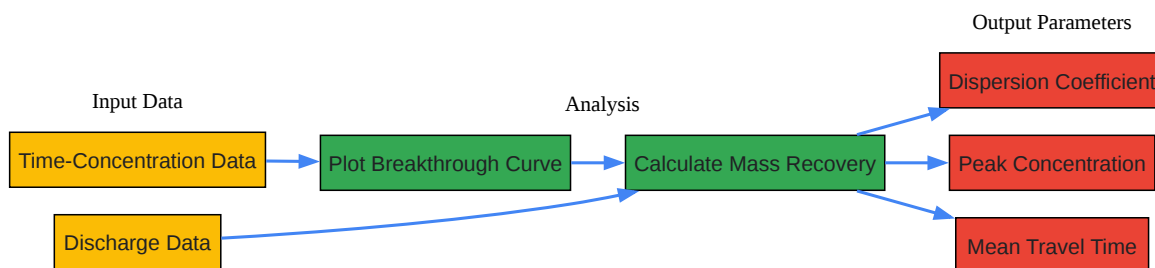 Input Data
Time-Concentration Data
Discharge Data
Analysis
Plot Breakthrough Curve
Calculate Mass Recovery
Output Parameters
Dispersion Coefficient
Peak Concentration
Mean Travel Time